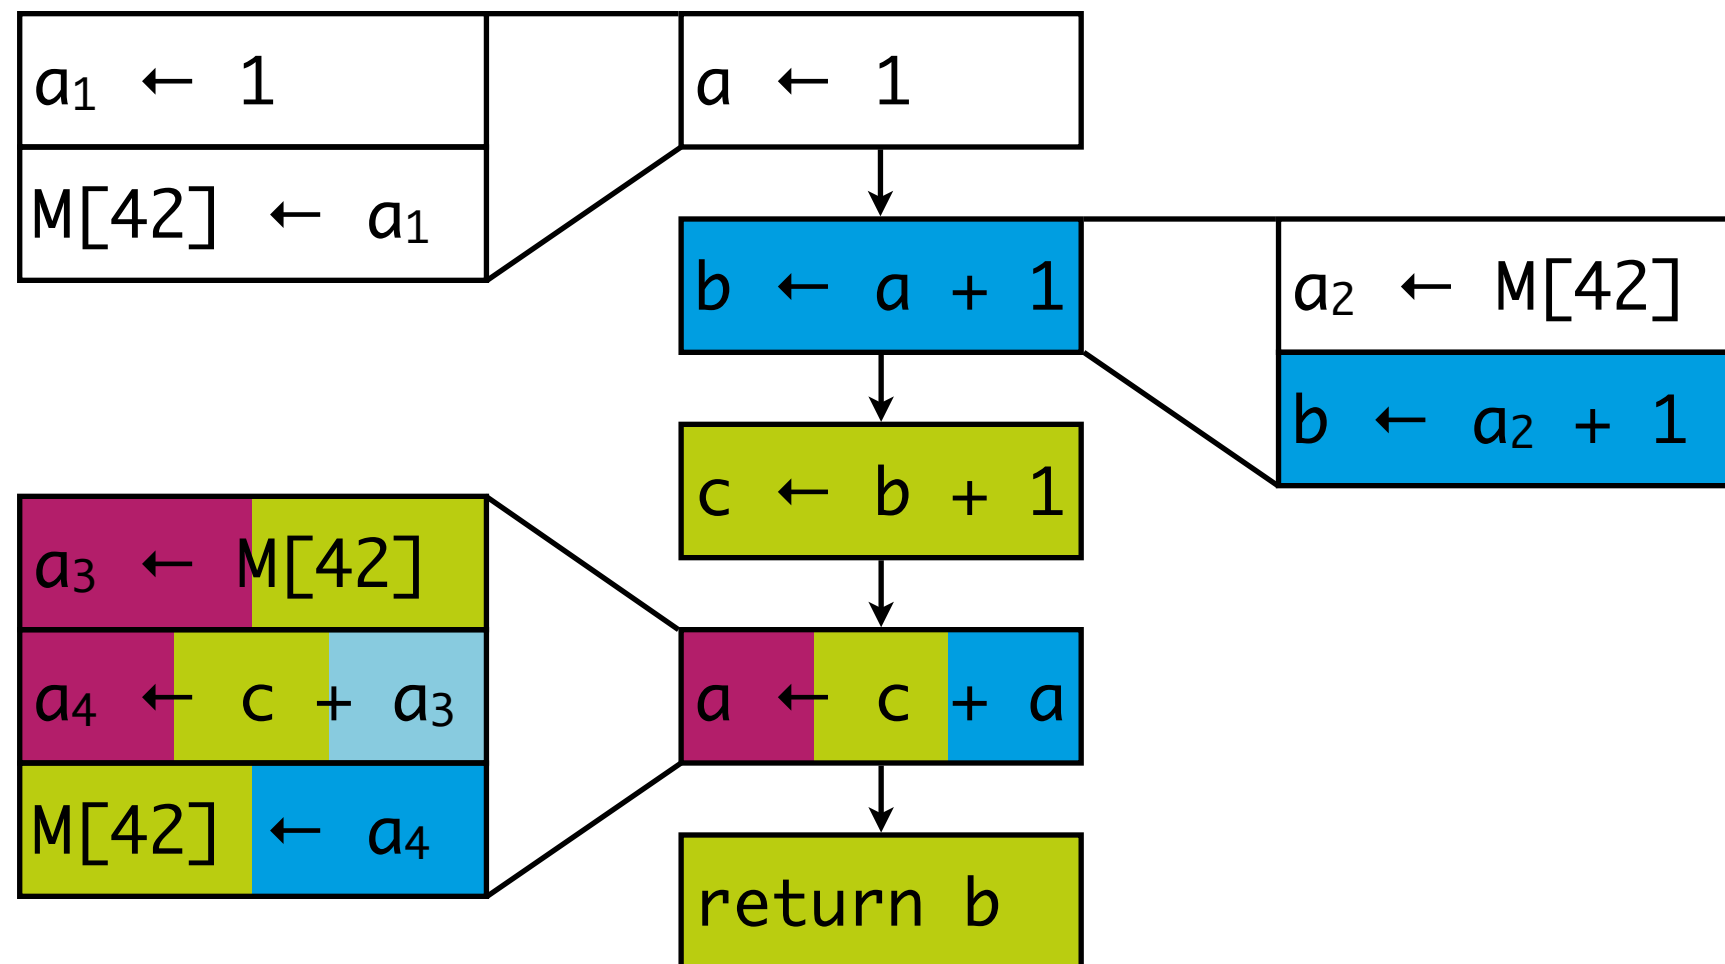 a₁ ← 1
M[42] ← a₁
a ← 1
b ← a + 1
a₂ ← M[42]
b ← a₂ + 1
c ← b + 1
a₃ ← M[42]
a₄ ← c + a₃
M[42] ← a₄
a ← c + a
return b